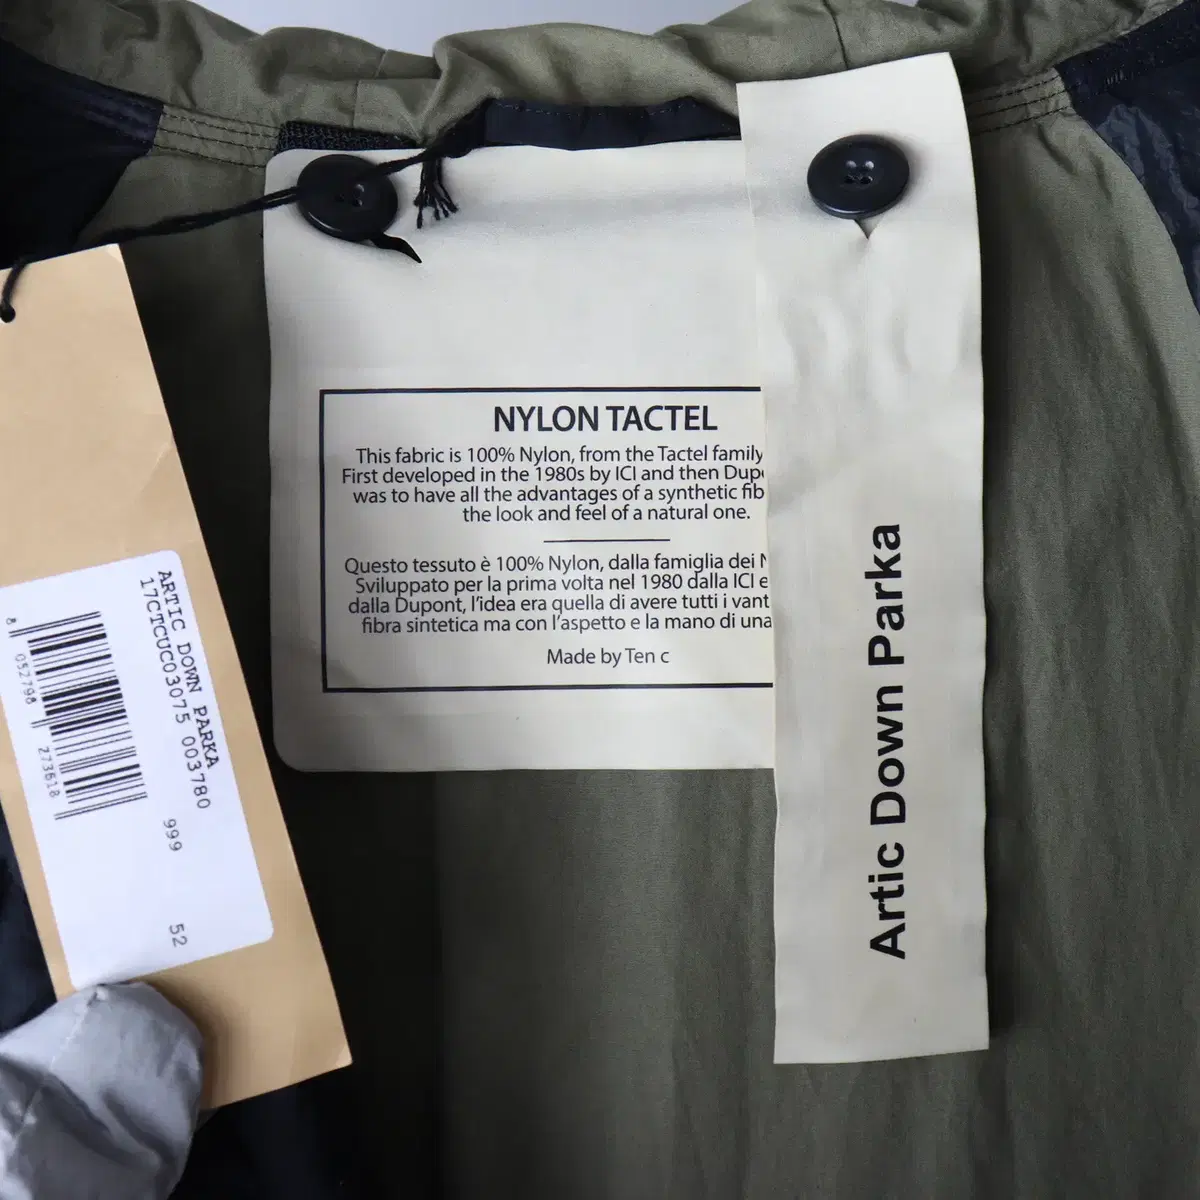 NYLON TACTEL
This fabric is 100% Nylon, from the Tactel family
First developed in the 1980s by ICI and then
was to have all the advantages of a synthetic
the look and feel of a natural one.
Questo tessuto è 100% Nylon, dalla famiglia dei
Sviluppato per la prima volta nel 1980 dalla ICI e
dalla Dupont, l'idea era quella di avere tutti i
fibra sintetica ma con l'aspetto e la mano di una
Made by Ten c
Artic Down Parka
ARTIC DOWN PARKA
17CTCUC03075 003780
999
52
8 052798 273618